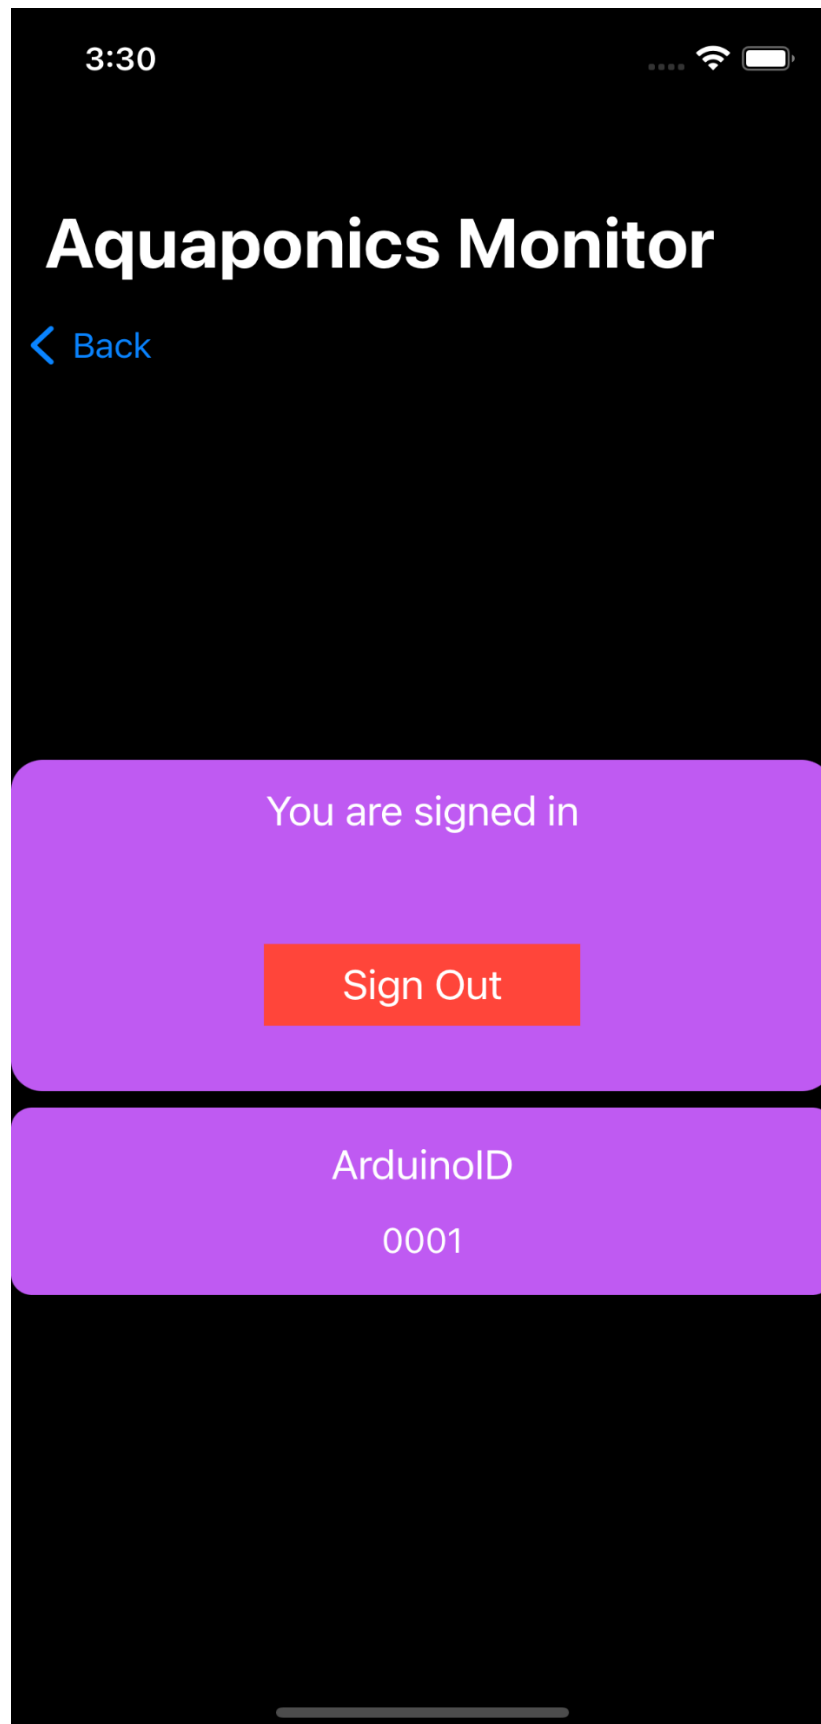 3:30
Aquaponics Monitor
Back
You are signed in
Sign Out
ArduinoID
0001